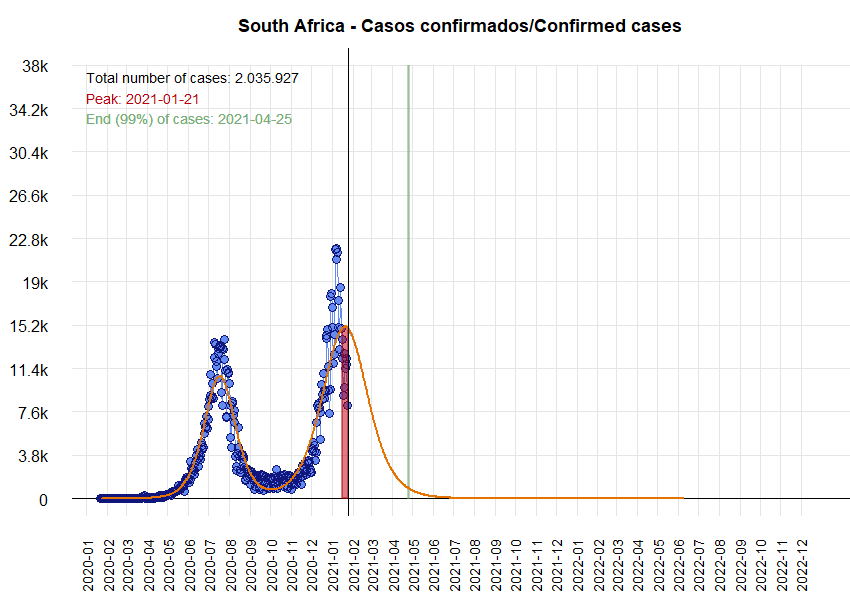 South Africa - Casos confirmados/Confirmed cases
38k
34.2k
30.4k
26.6k
22.8k
19k
15.2k
11.4k
7.6k
3.8k
0
Total number of cases: 2.035.927
Peak: 2021-01-21
End (99%) of cases: 2021-04-25
2020-01
2020-02
2020-03
2020-04
2020-05
2020-06
2020-07
2020-08
2020-09
2020-10
2020-11
2020-12
2021-01
2021-02
2021-03
2021-04
2021-05
2021-06
2021-07
2021-08
2021-09
2021-10
2021-11
2021-12
2022-01
2022-02
2022-03
2022-04
2022-05
2022-06
2022-07
2022-08
2022-09
2022-10
2022-11
2022-12